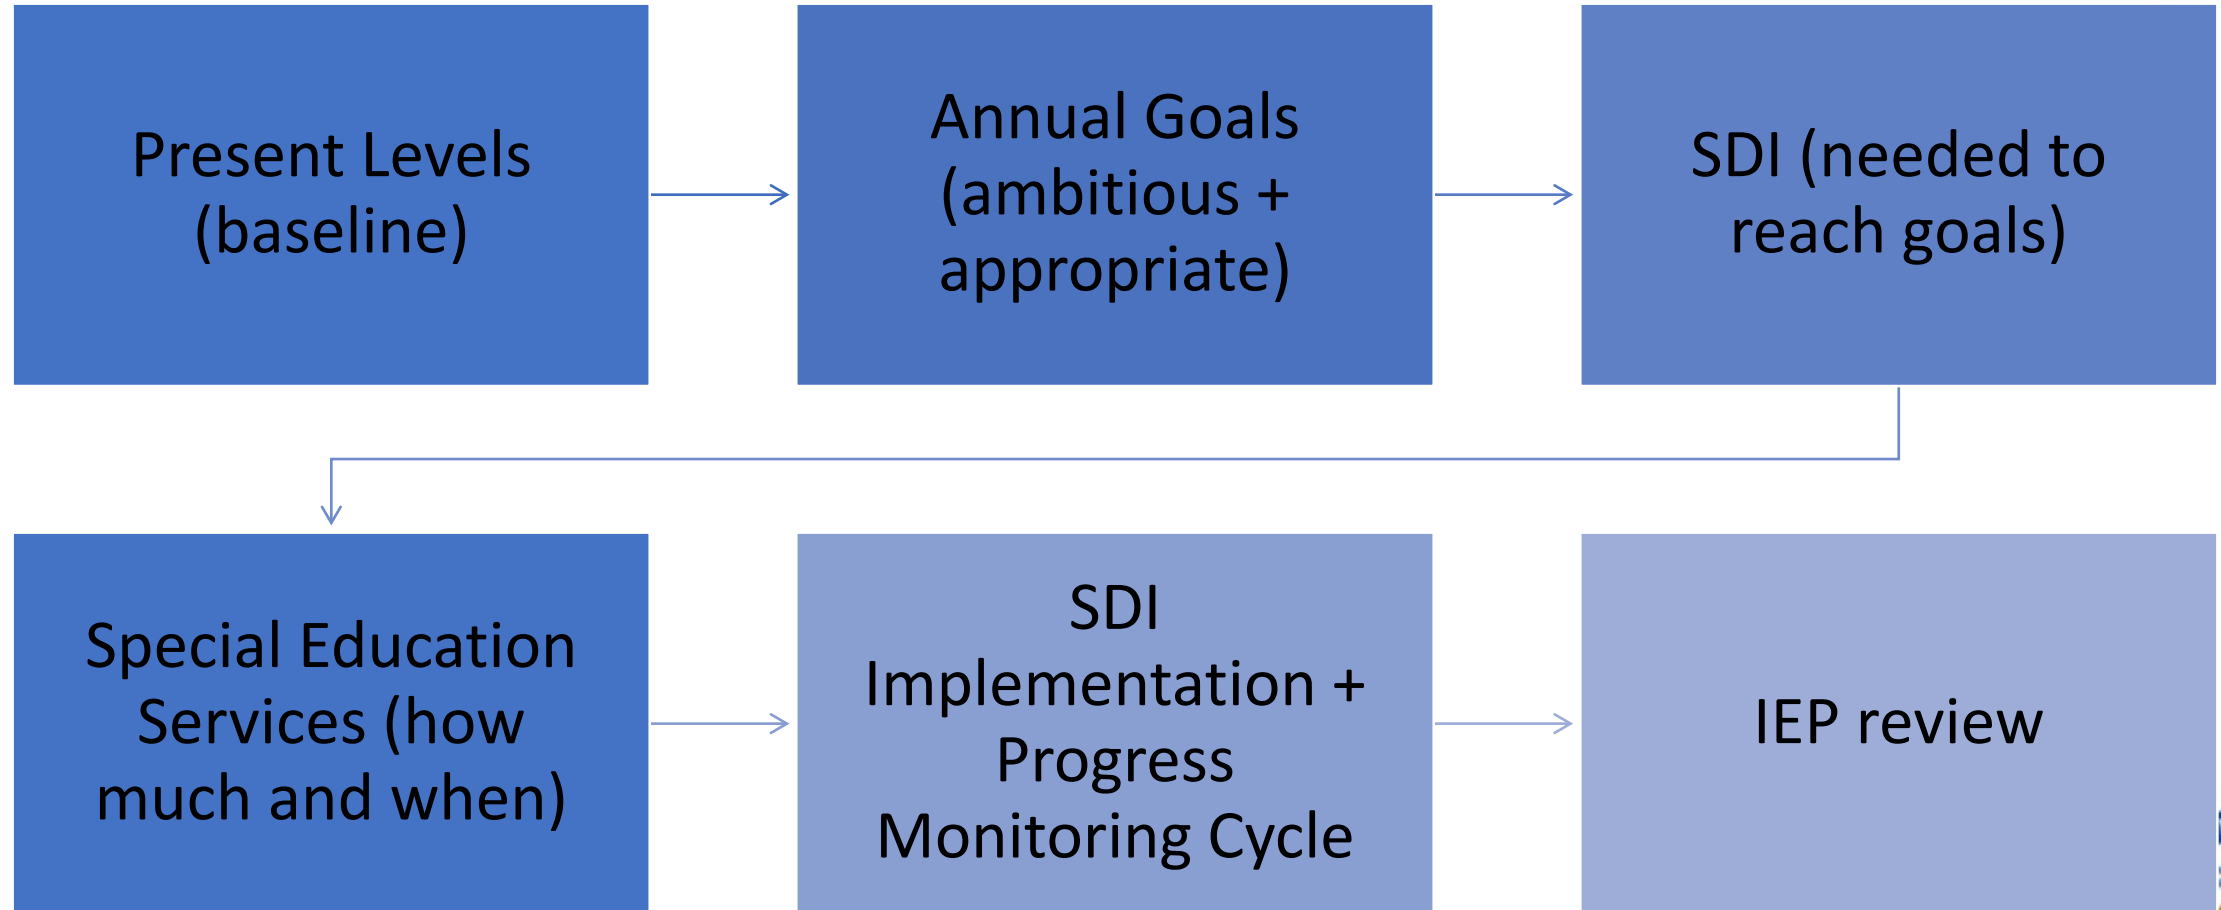 Present Levels
(baseline)
Annual Goals
(ambitious +
appropriate)
SDI (needed to
reach goals)
Special Education
Services (how
much and when)
SDI
Implementation +
Progress
Monitoring Cycle
IEP review